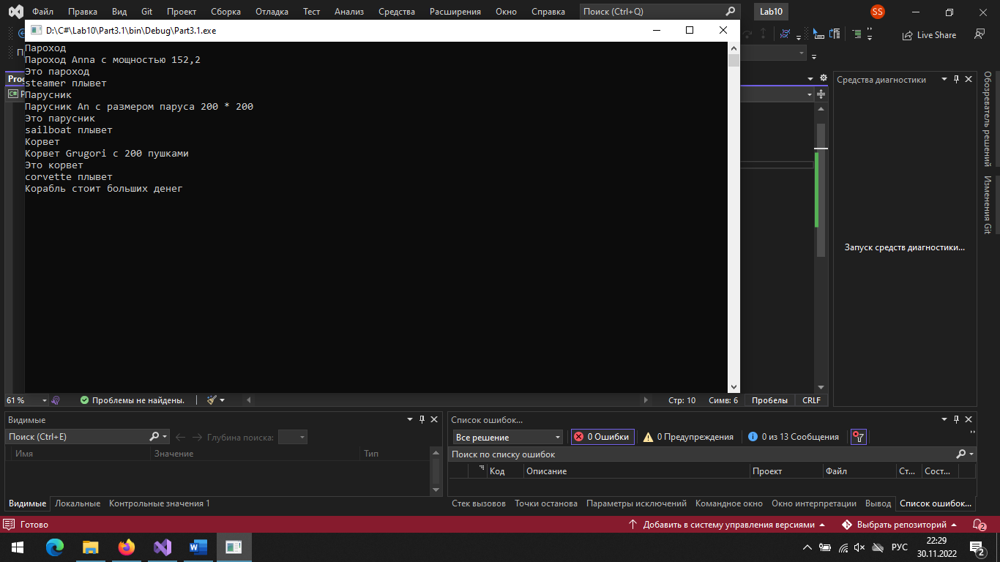 Файл Правка Вид Git Проект Сборка Отладка Тест Анализ Средства Расширения Окно Справка Поиск (Ctrl+Q) Lab10 SS
D:\C#\Lab10\Part3.1\bin\Debug\Part3.1.exe
Live Share
Пароход
Пароход Anna с мощностью 152,2
Это пароход
steamer плывет
Парусник
Парусник An с размером паруса 200 * 200
Это парусник
sailboat плывет
Корвет
Корвет Grugori с 200 пушками
Это корвет
corvette плывет
Корабль стоит больших денег
Средства диагностики
Запуск средств диагностики...
Обозреватель решений
Изменения Git
61 % Проблемы не найдены. Стр: 10 Симв: 6 Пробелы CRLF
Видимые
Поиск (Ctrl+E) Глубина поиска:
Имя Значение Тип
Видимые Локальные Контрольные значения 1
Список ошибок...
Все решение 0 Ошибки 0 Предупреждения 0 из 13 Сообщения
Поиск по списку ошибок
Код Описание Проект Файл Ст... Сост...
Стек вызовов Точки останова Параметры исключений Командное окно Окно интерпретации Вывод Список ошибок...
Готово Добавить в систему управления версиями Выбрать репозиторий 2
РУС 22:29
30.11.2022 2